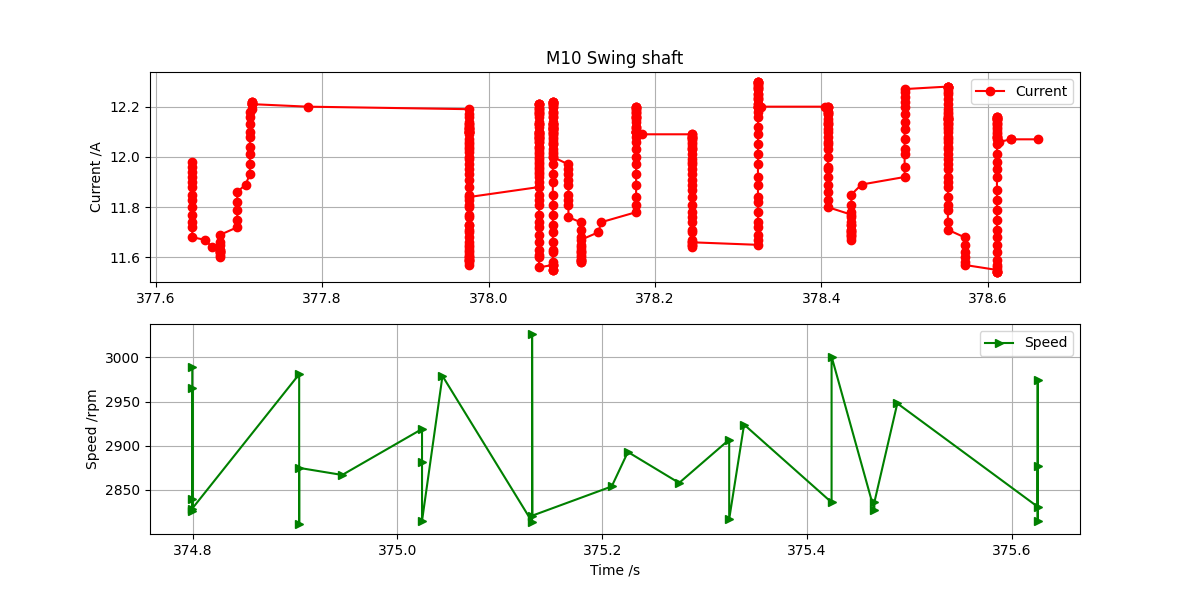 M10 Swing shaft
Current /A
12.2
12.0
11.8
11.6
Current
377.6 377.8 378.0 378.2 378.4 378.6
Speed /rpm
3000
2950
2900
2850
Speed
374.8 375.0 375.2 375.4 375.6
Time /s